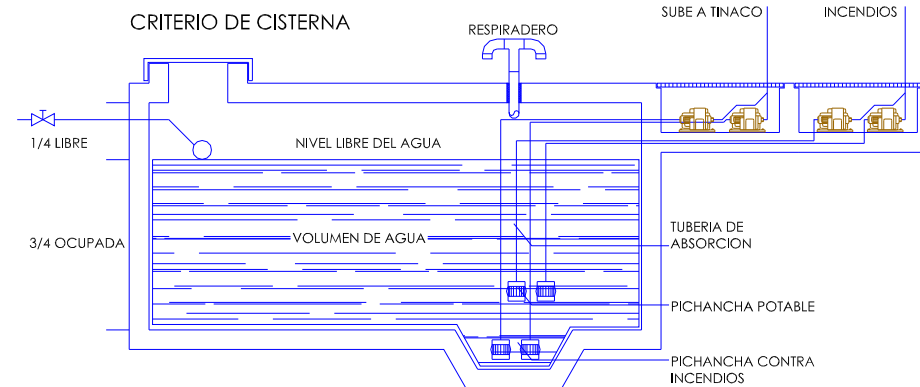 CRITERIO DE CISTERNA
SUBE A TINACO
INCENDIOS
RESPIRADERO
1/4 LIBRE
NIVEL LIBRE DEL AGUA
3/4 OCUPADA
VOLUMEN DE AGUA
TUBERIA DE
ABSORCION
PICHANCHA POTABLE
PICHANCHA CONTRA
INCENDIOS